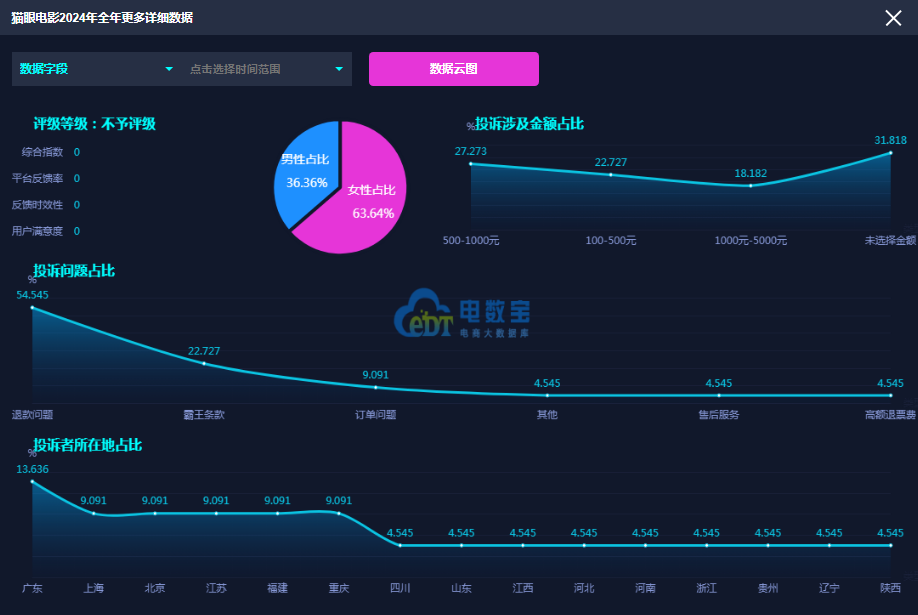 猫眼电影2024年全年更多详细数据
数据字段
点击选择时间范围
数据云图
评级等级：不予评级
综合指数 0
平台反馈率 0
反馈时效性 0
用户满意度 0
男性占比
36.36%
女性占比
63.64%
投诉涉及金额占比
%
27.273
22.727
18.182
31.818
500-1000元
100-500元
1000元-5000元
未选择金额
投诉问题占比
%
54.545
22.727
9.091
4.545
4.545
4.545
退款问题
霸王条款
订单问题
其他
售后服务
高额退票费
eDT
电数宝
电商大数据库
投诉者所在地占比
%
13.636
9.091
9.091
9.091
9.091
9.091
4.545
4.545
4.545
4.545
4.545
4.545
4.545
4.545
4.545
广东
上海
北京
江苏
福建
重庆
四川
山东
江西
河北
河南
浙江
贵州
辽宁
陕西